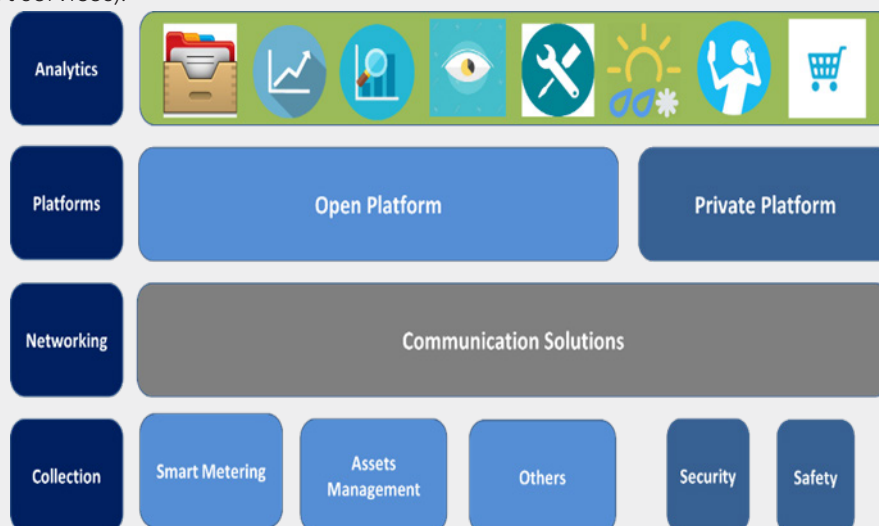 Analytics
Platforms
Open Platform
Private Platform
Networking
Communication Solutions
Collection
Smart Metering
Assets
Management
Others
Security
Safety